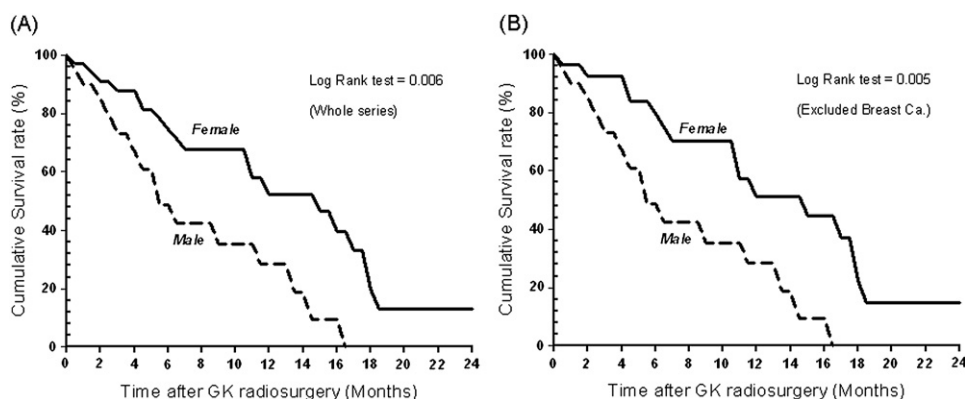 (A)
Cumulative Survival rate (%)
100
80
60
40
20
0
Log Rank test = 0.006
(Whole series)
Female
Male
0 2 4 6 8 10 12 14 16 18 20 22 24
Time after GK radiosurgery (Months)
(B)
Cumulative Survival rate (%)
100
80
60
40
20
0
Log Rank test = 0.005
(Excluded Breast Ca.)
Female
Male
0 2 4 6 8 10 12 14 16 18 20 22 24
Time after GK radiosurgery (Months)